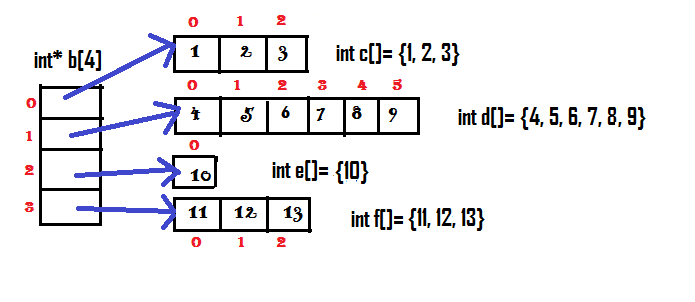 0 1 2
int* b[4]
1 2 3
int c[]= {1, 2, 3}
0 1 2 3 4 5
0
4 5 6 7 8 9
int d[]= {4, 5, 6, 7, 8, 9}
1
0
2
10
int e[]= {10}
3
11 12 13
int f[]= {11, 12, 13}
0 1 2